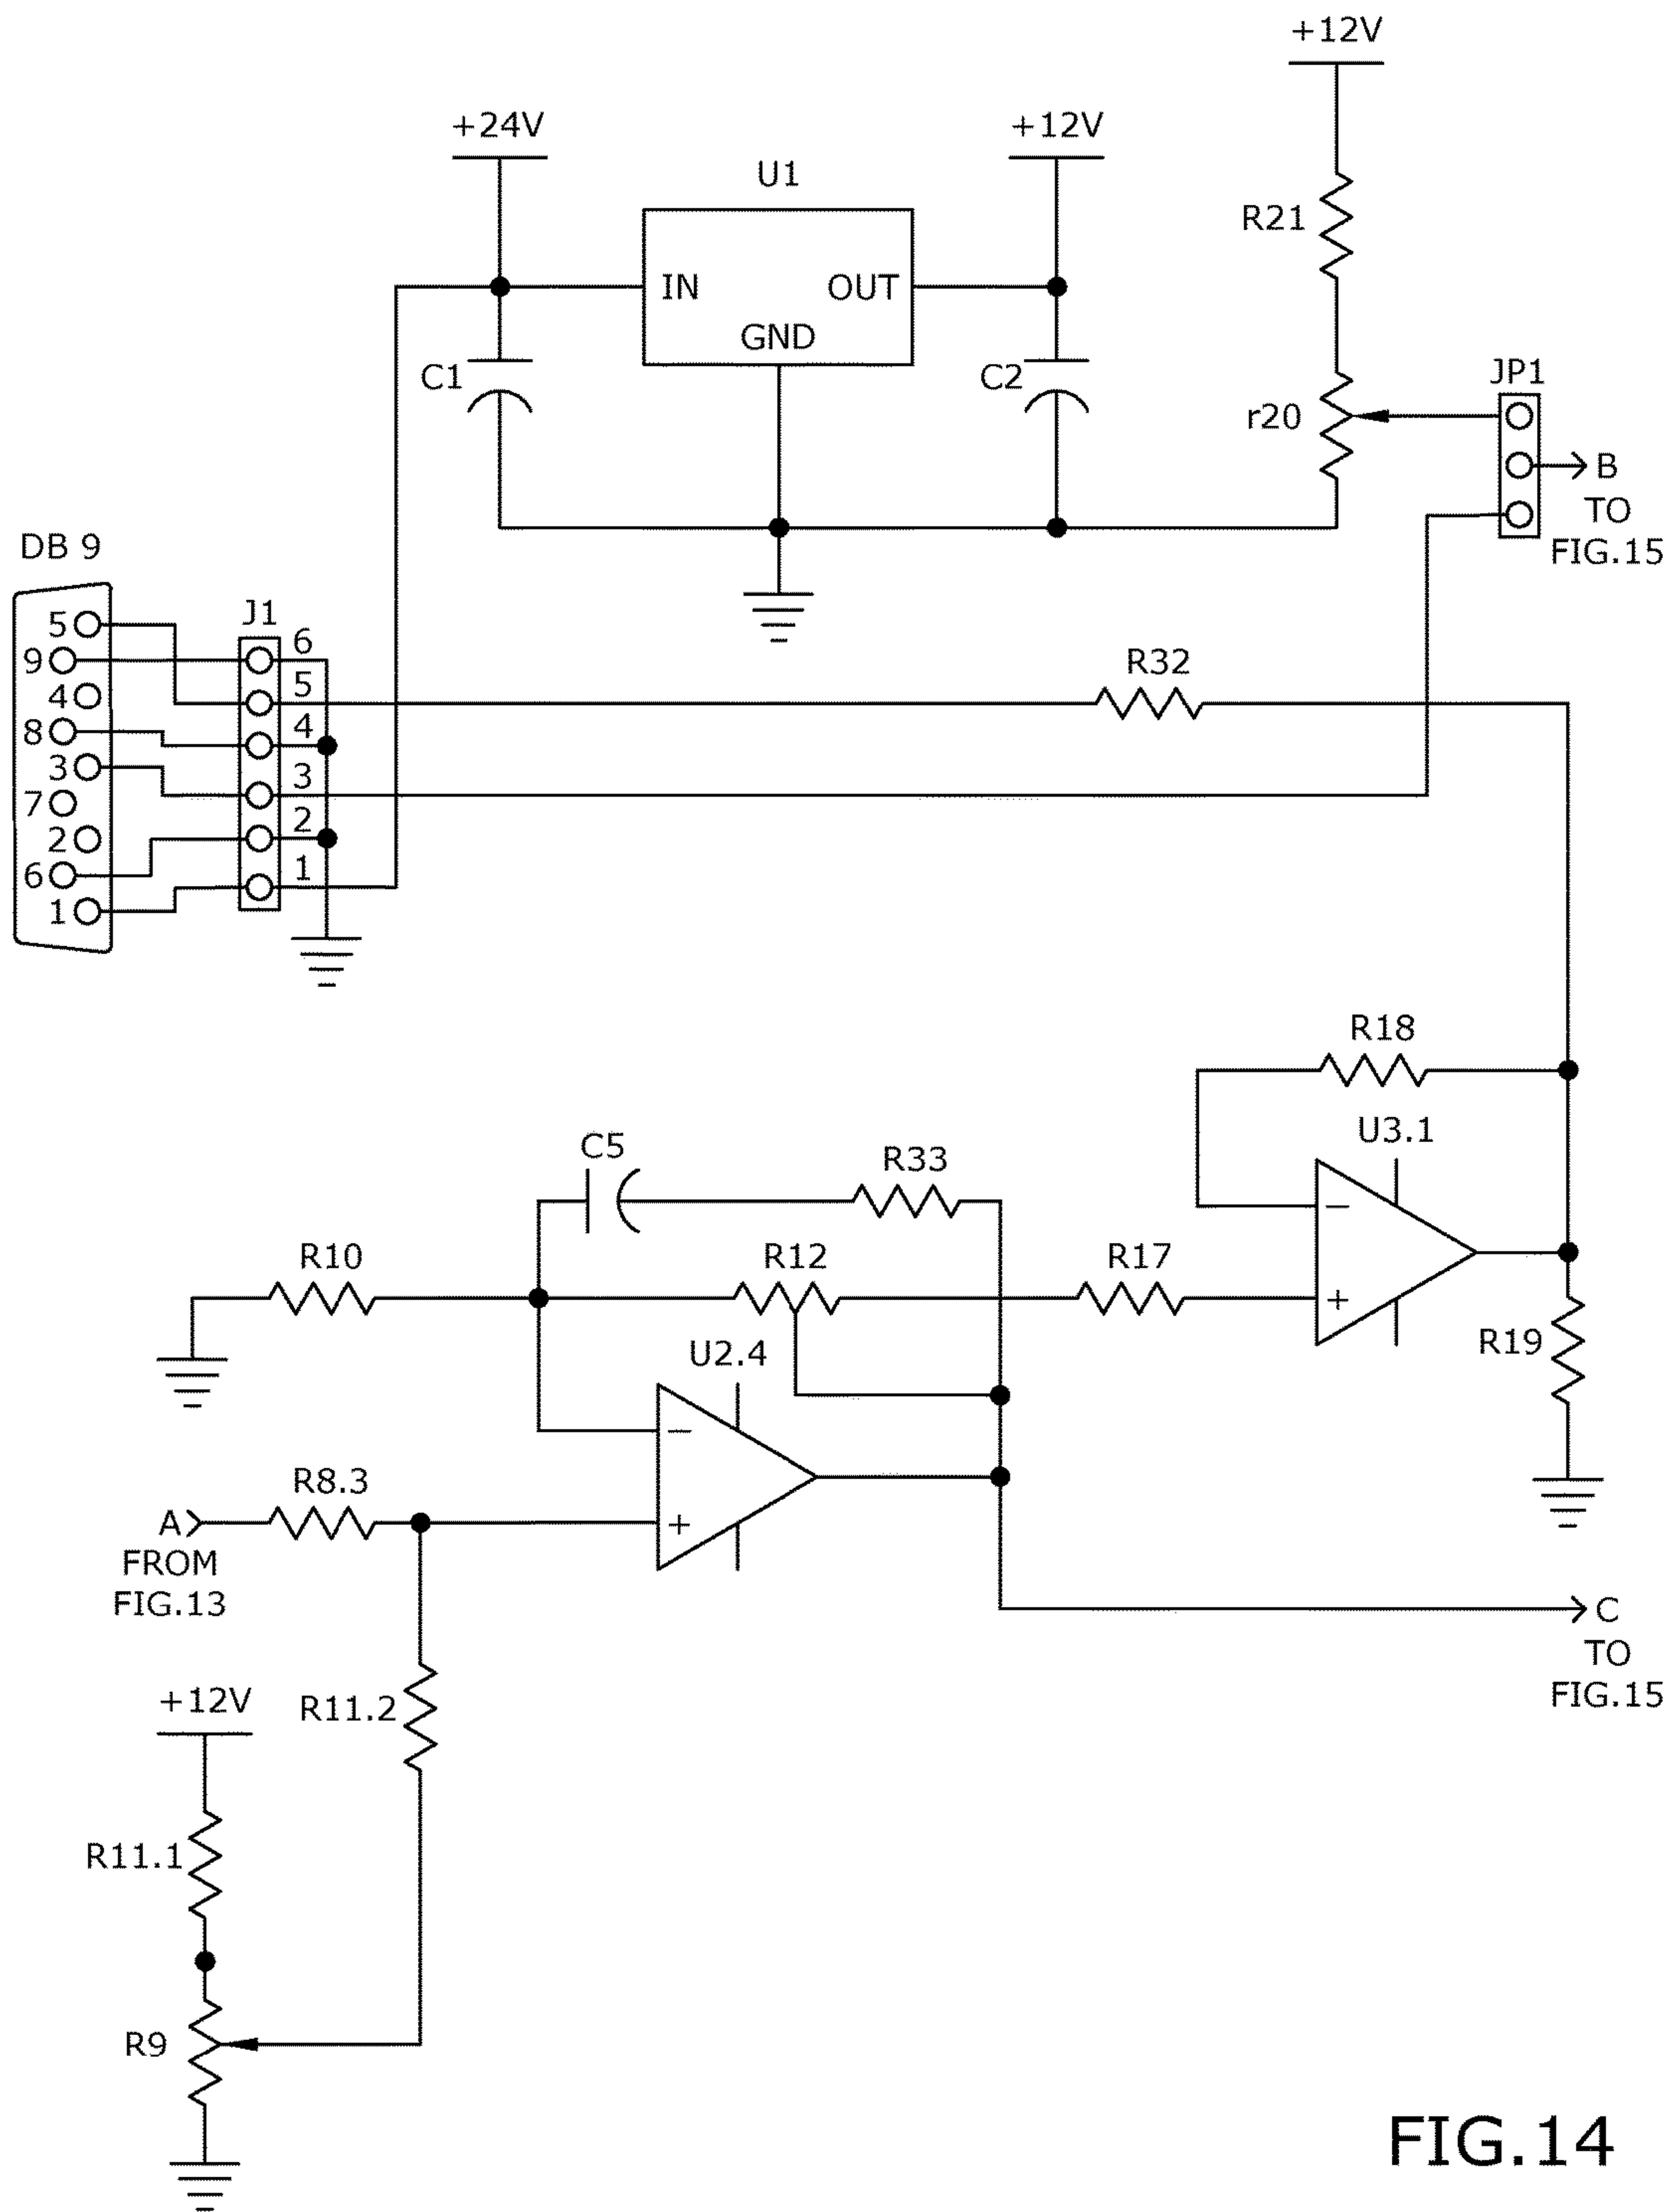 +12V
+24V
+12V
U1
R21
IN
OUT
GND
C1
C2
r20
JP1
B
TO
FIG.15
DB 9
5
9
4
8
3
7
2
6
1
J1
6
5
4
3
2
1
R32
R18
U3.1
C5
R33
R10
R12
R17
−
+
R19
U2.4
−
+
R8.3
A
FROM
FIG.13
C
TO
FIG.15
+12V
R11.2
R11.1
R9
FIG.14